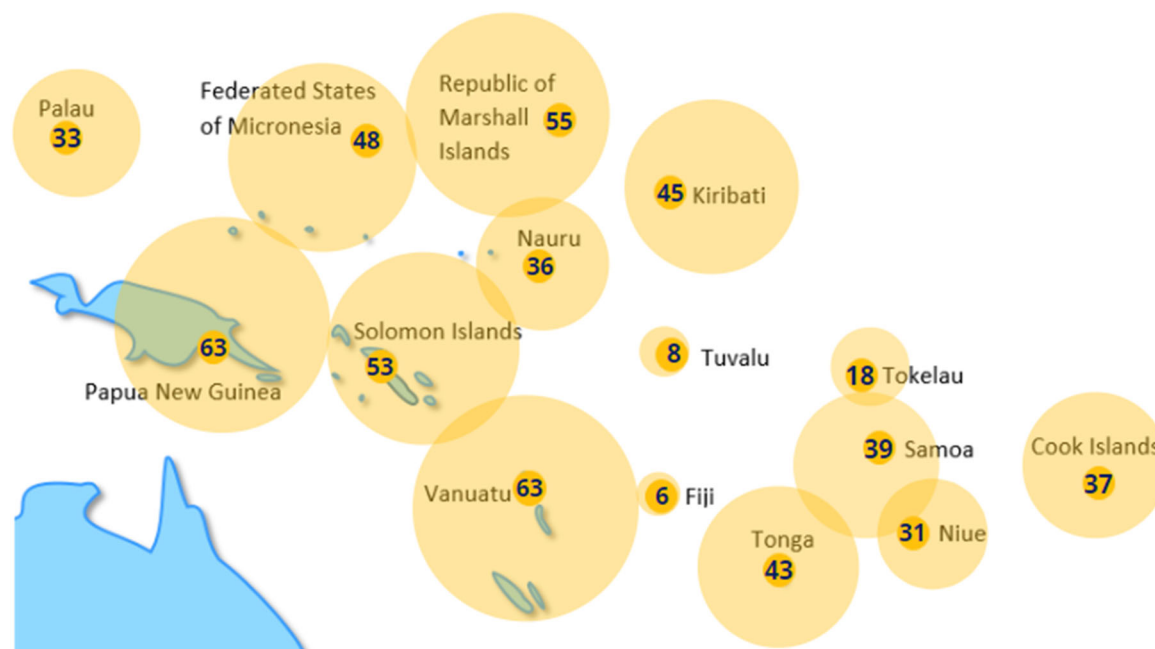 Palau
33
Federated States
of Micronesia
48
Republic of
Marshall
Islands
55
45
Kiribati
Nauru
36
63
Papua New Guinea
Solomon Islands
53
8
Tuvalu
18
Tokelau
39
Samoa
Cook Islands
37
Vanuatu
63
6
Fiji
Tonga
43
31
Niue